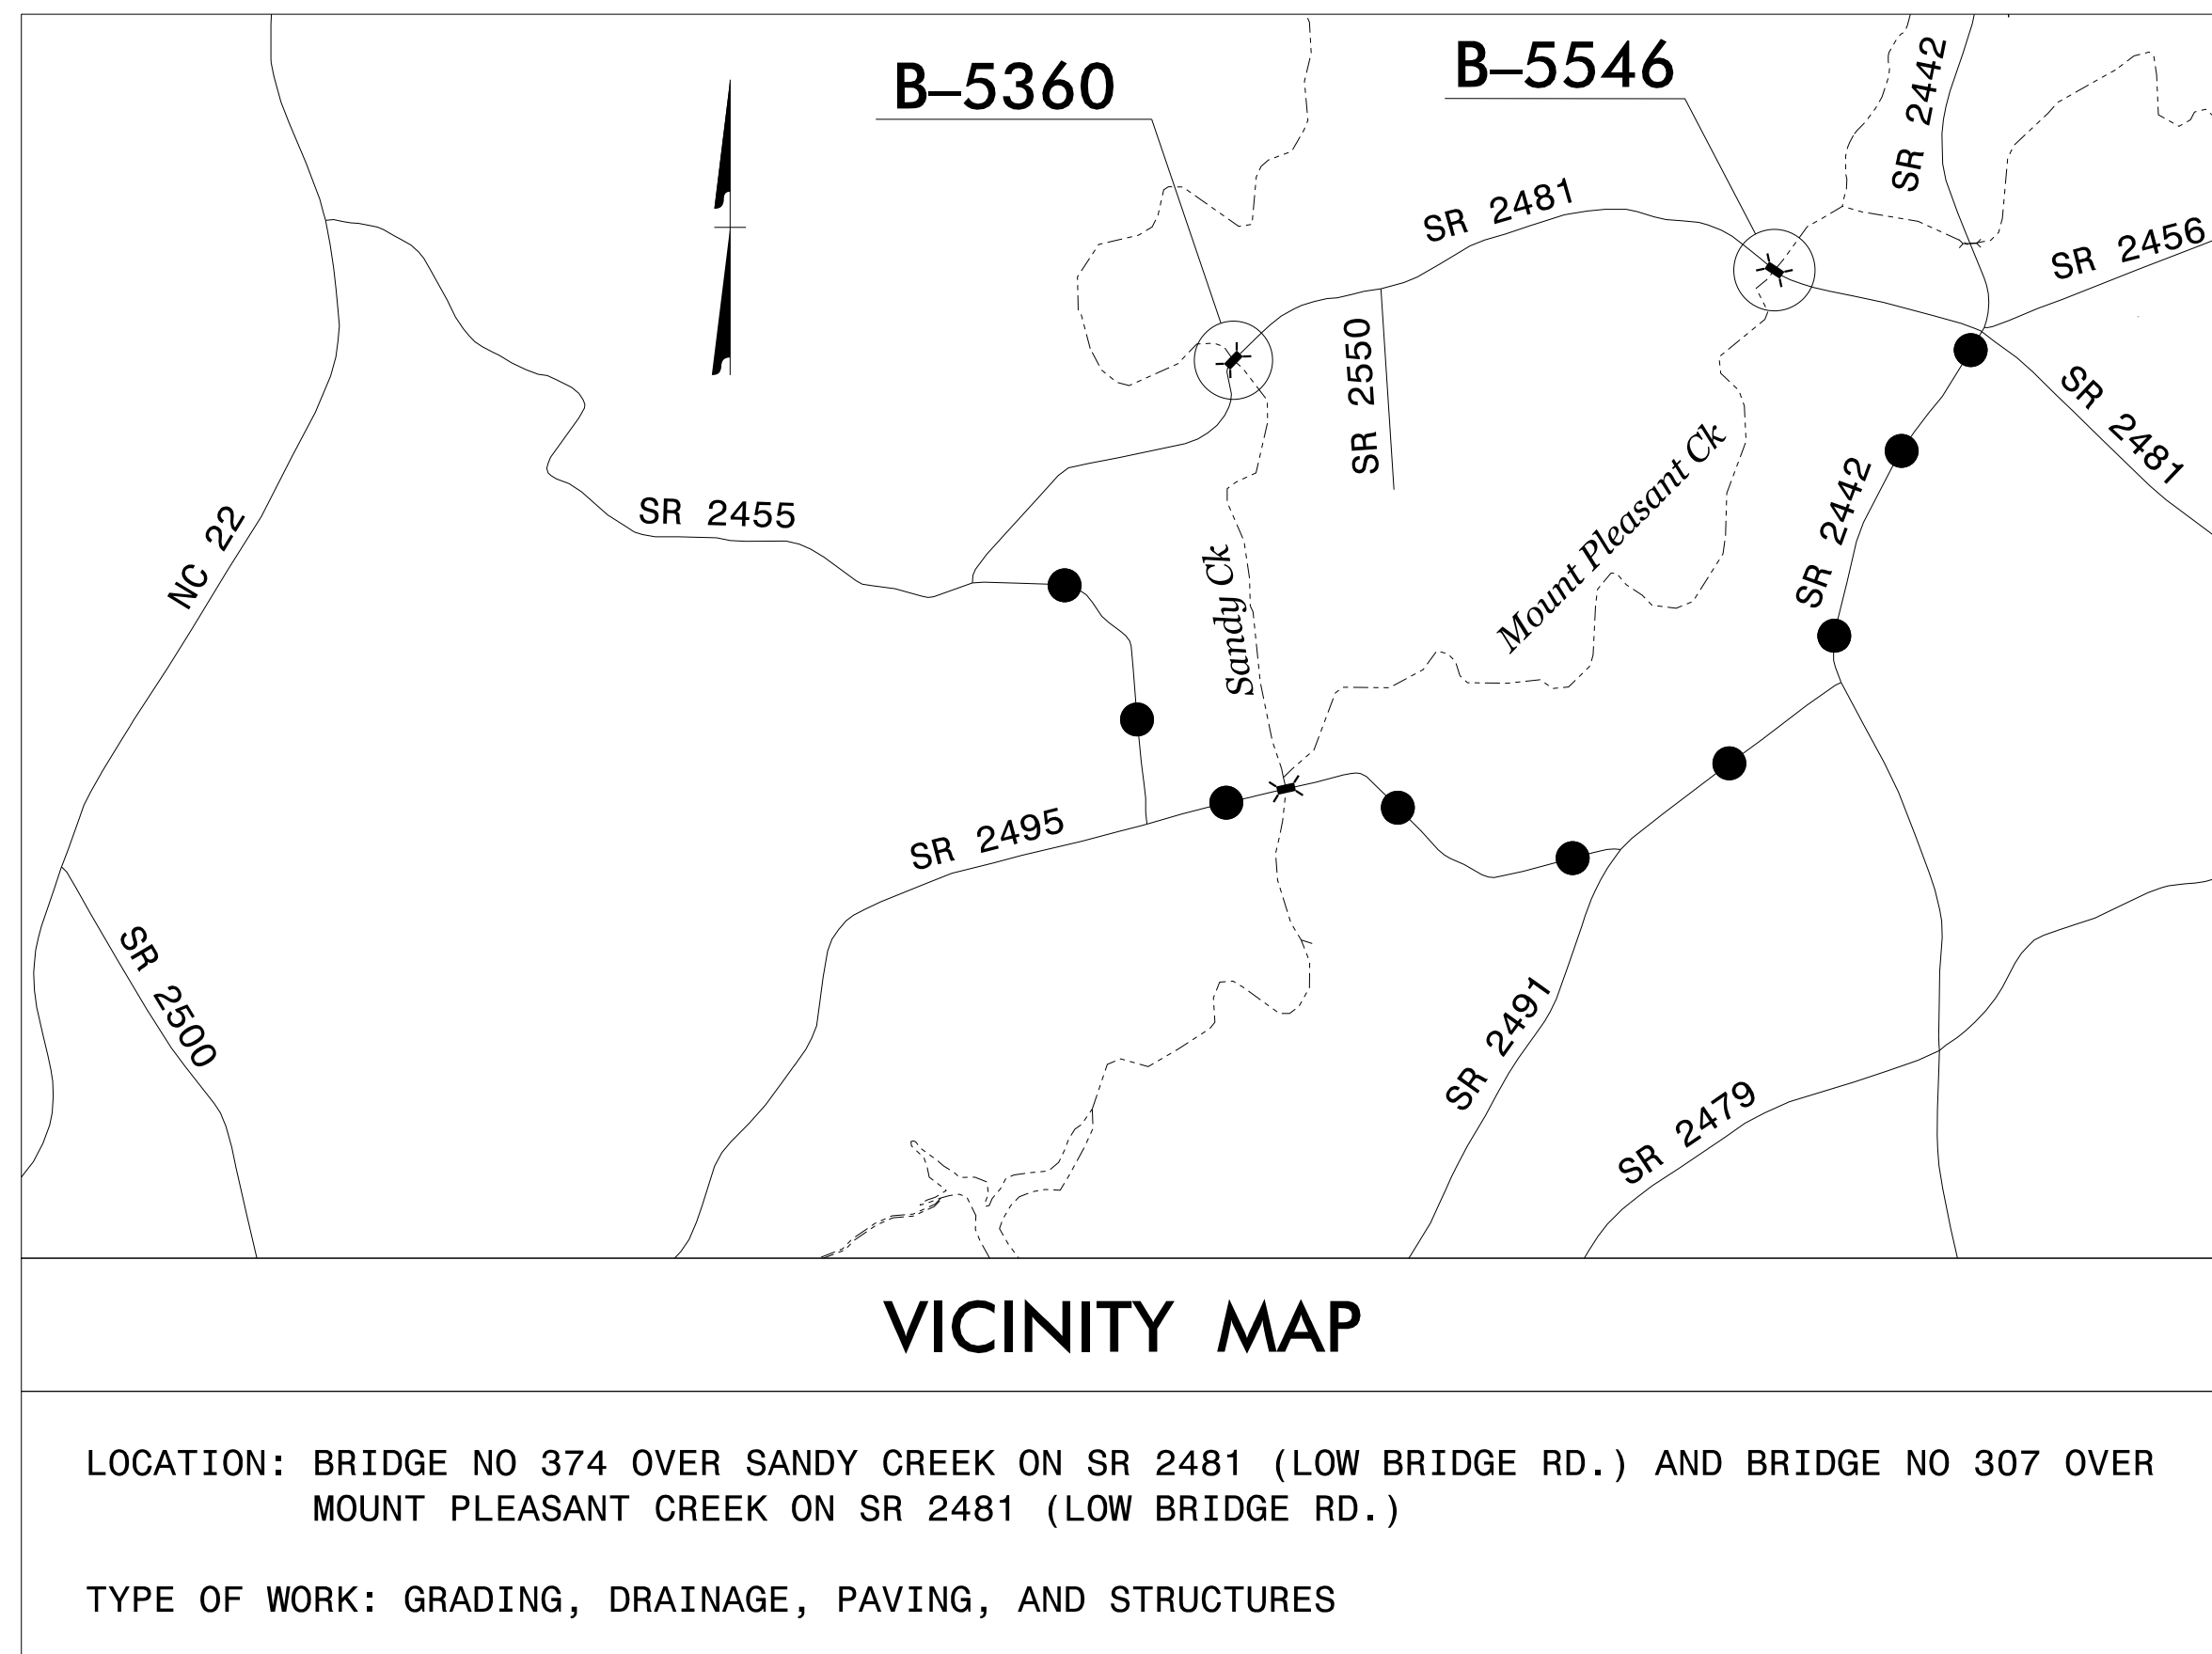 B-5360
B-5546
SR 2442
SR 2481
SR 2456
SR 2550
SR 2481
SR 2455
NC 22
Mount Pleasant Ck
SR 2442
Sandy Ck
SR 2495
SR 2500
SR 2491
SR 2479
VICINITY MAP
LOCATION: BRIDGE NO 374 OVER SANDY CREEK ON SR 2481 (LOW BRIDGE RD.) AND BRIDGE NO 307 OVER
MOUNT PLEASANT CREEK ON SR 2481 (LOW BRIDGE RD.)
TYPE OF WORK: GRADING, DRAINAGE, PAVING, AND STRUCTURES